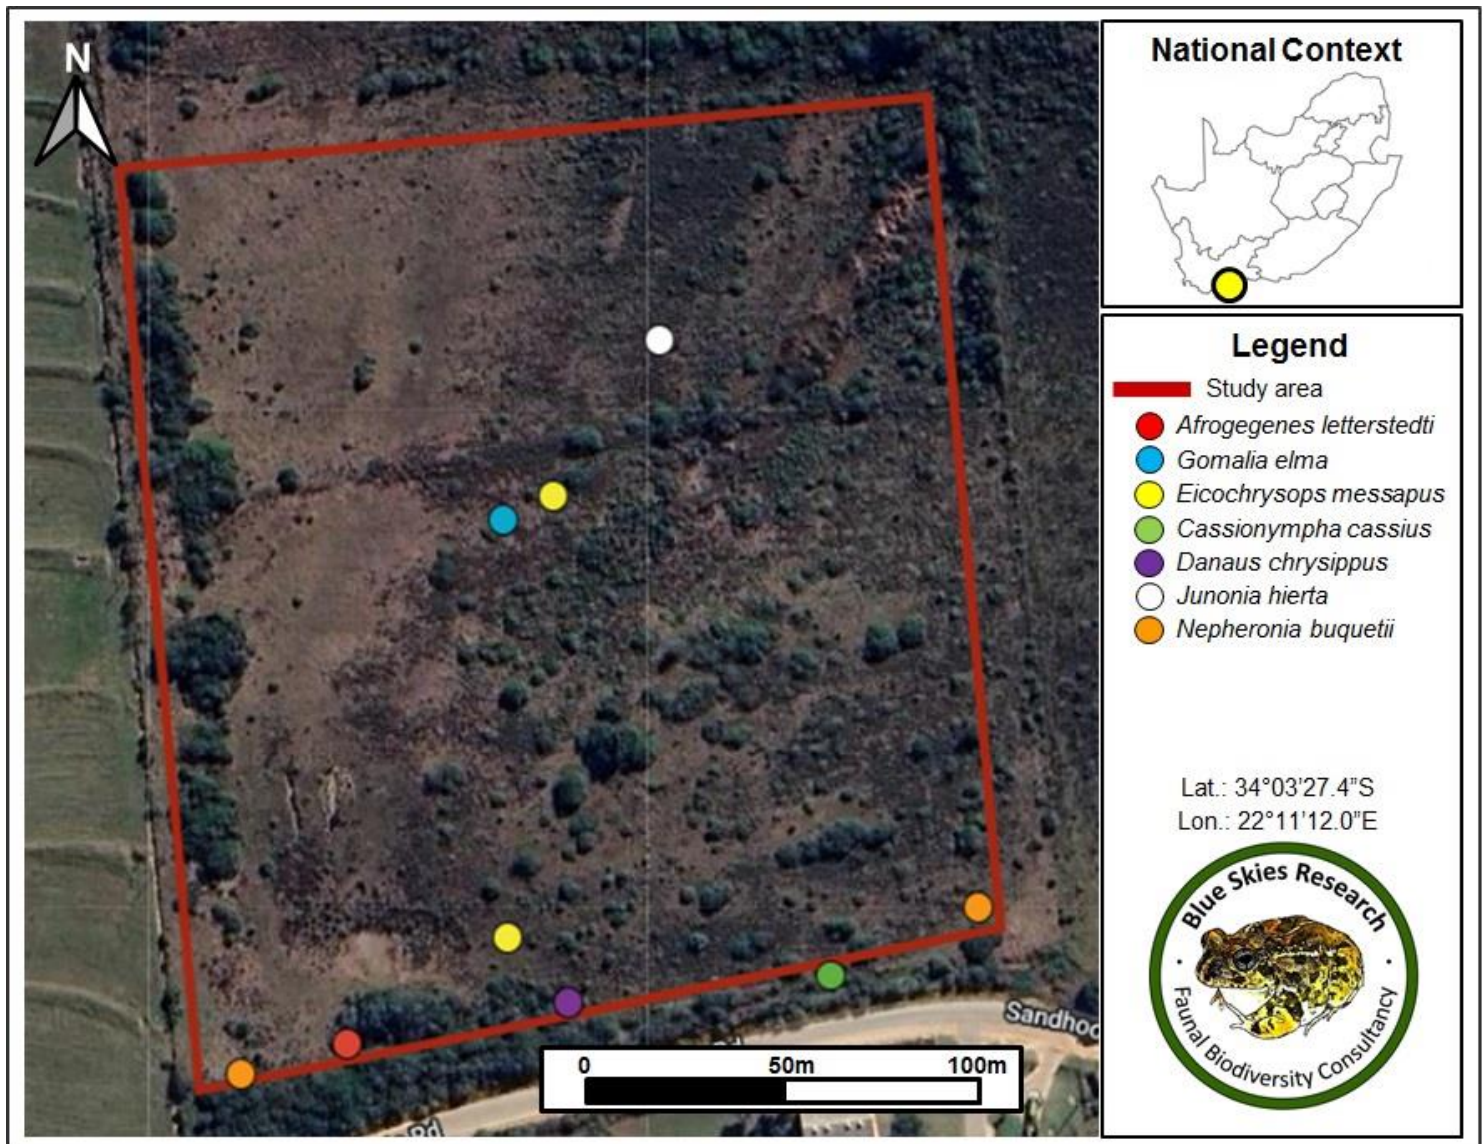 N
Sandhoo
Rd
0 50m 100m
National Context
Legend
Study area
Afrogegenes letterstedti
Gomalia elma
Eicochrysops messapus
Cassionympha cassius
Danaus chrysippus
Junonia hierta
Nepheronia buquetii
Lat.: 34°03'27.4”S
Lon.: 22°11'12.0”E
Blue Skies Research
Faunal Biodiversity Consultancy